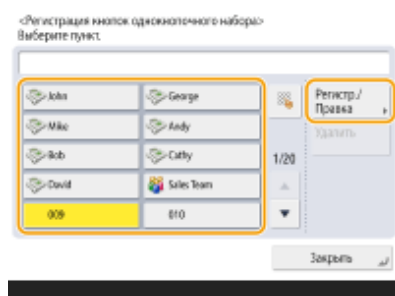 <Регистрация кнопок однокнопочного набора>
Выберите пункт.
John
George
Регистр./
Правка
Mike
Andy
Удалить
Bob
Cathy
1/20
David
Sales Team
009
010
Закрыть